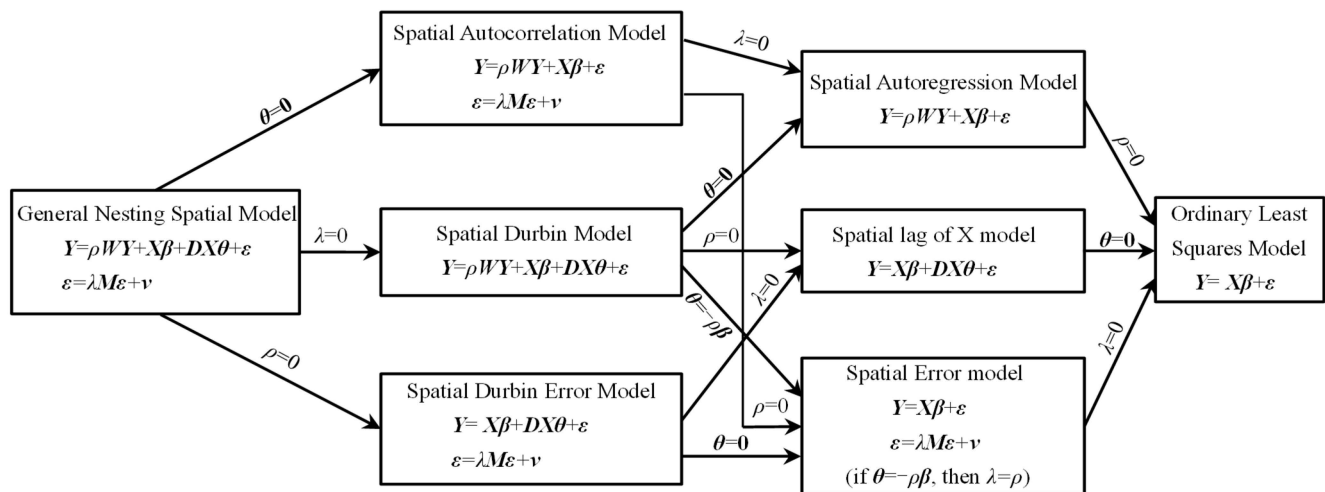 Spatial Autocorrelation Model
Y=ρWY+Xβ+ε
ε=λMε+v
λ=0
Spatial Autoregression Model
Y=ρWY+Xβ+ε
θ=0
ρ=0
θ=0
General Nesting Spatial Model
Y=ρWY+Xβ+DXθ+ε
ε=λMε+v
λ=0
Spatial Durbin Model
Y=ρWY+Xβ+DXθ+ε
ρ=0
Spatial lag of X model
Y=Xβ+DXθ+ε
θ=0
Ordinary Least
Squares Model
Y= Xβ+ε
λ=0
θ=−ρβ
ρ=0
Spatial Durbin Error Model
Y= Xβ+DXθ+ε
ε=λMε+v
ρ=0
θ=0
Spatial Error model
Y=Xβ+ε
ε=λMε+v
(if θ=−ρβ, then λ=ρ)
λ=0